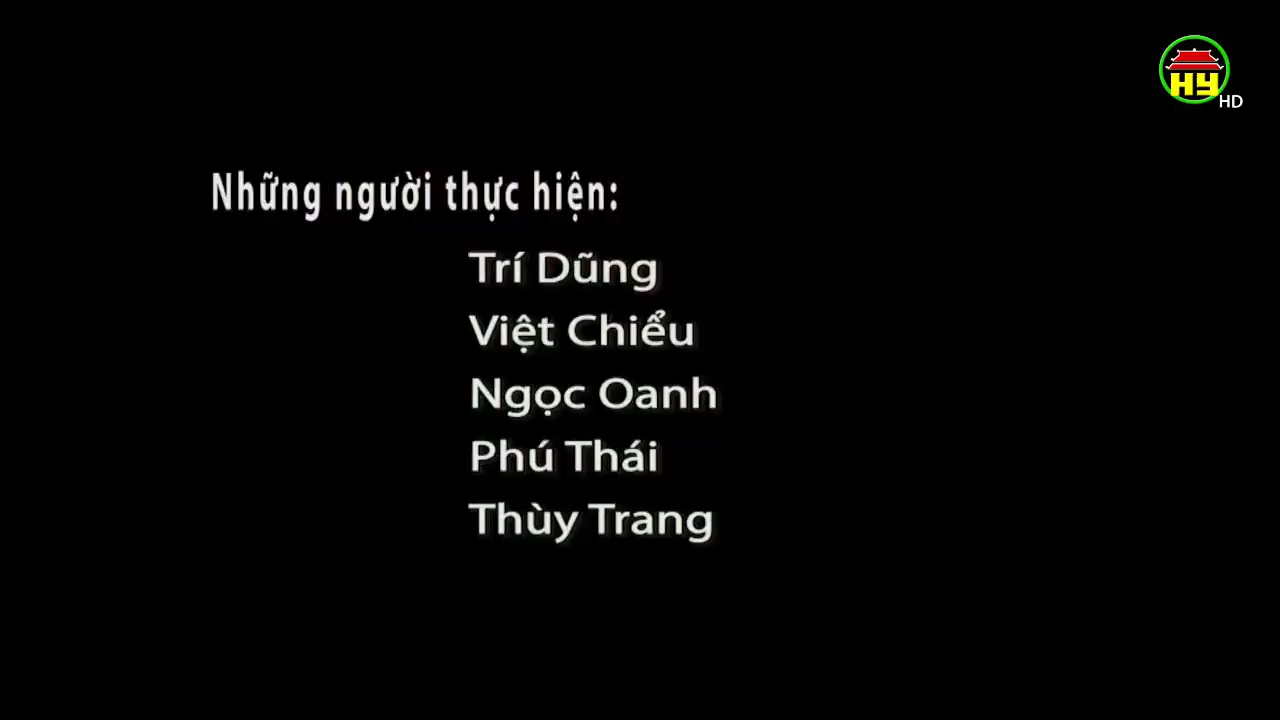 HY
HD
Những người thực hiện:
Trí Dũng
Việt Chiểu
Ngọc Oanh
Phú Thái
Thùy Trang